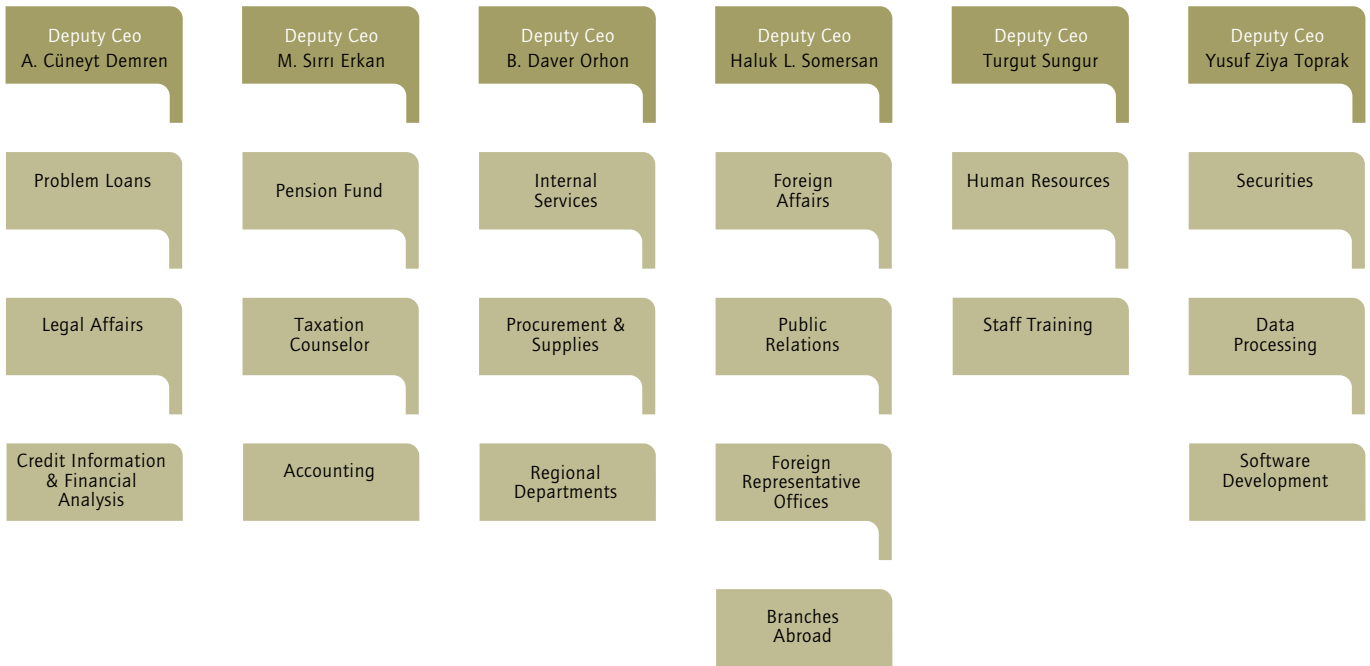 Deputy Ceo
A. Cüneyt Demren
Problem Loans
Legal Affairs
Credit Information
& Financial
Analysis
Deputy Ceo
M. Sırrı Erkan
Pension Fund
Taxation
Counselor
Accounting
Deputy Ceo
B. Daver Orhon
Internal
Services
Procurement &
Supplies
Regional
Departments
Deputy Ceo
Haluk L. Somersan
Foreign
Affairs
Public
Relations
Foreign
Representative
Offices
Branches
Abroad
Deputy Ceo
Turgut Sungur
Human Resources
Staff Training
Deputy Ceo
Yusuf Ziya Toprak
Securities
Data
Processing
Software
Development